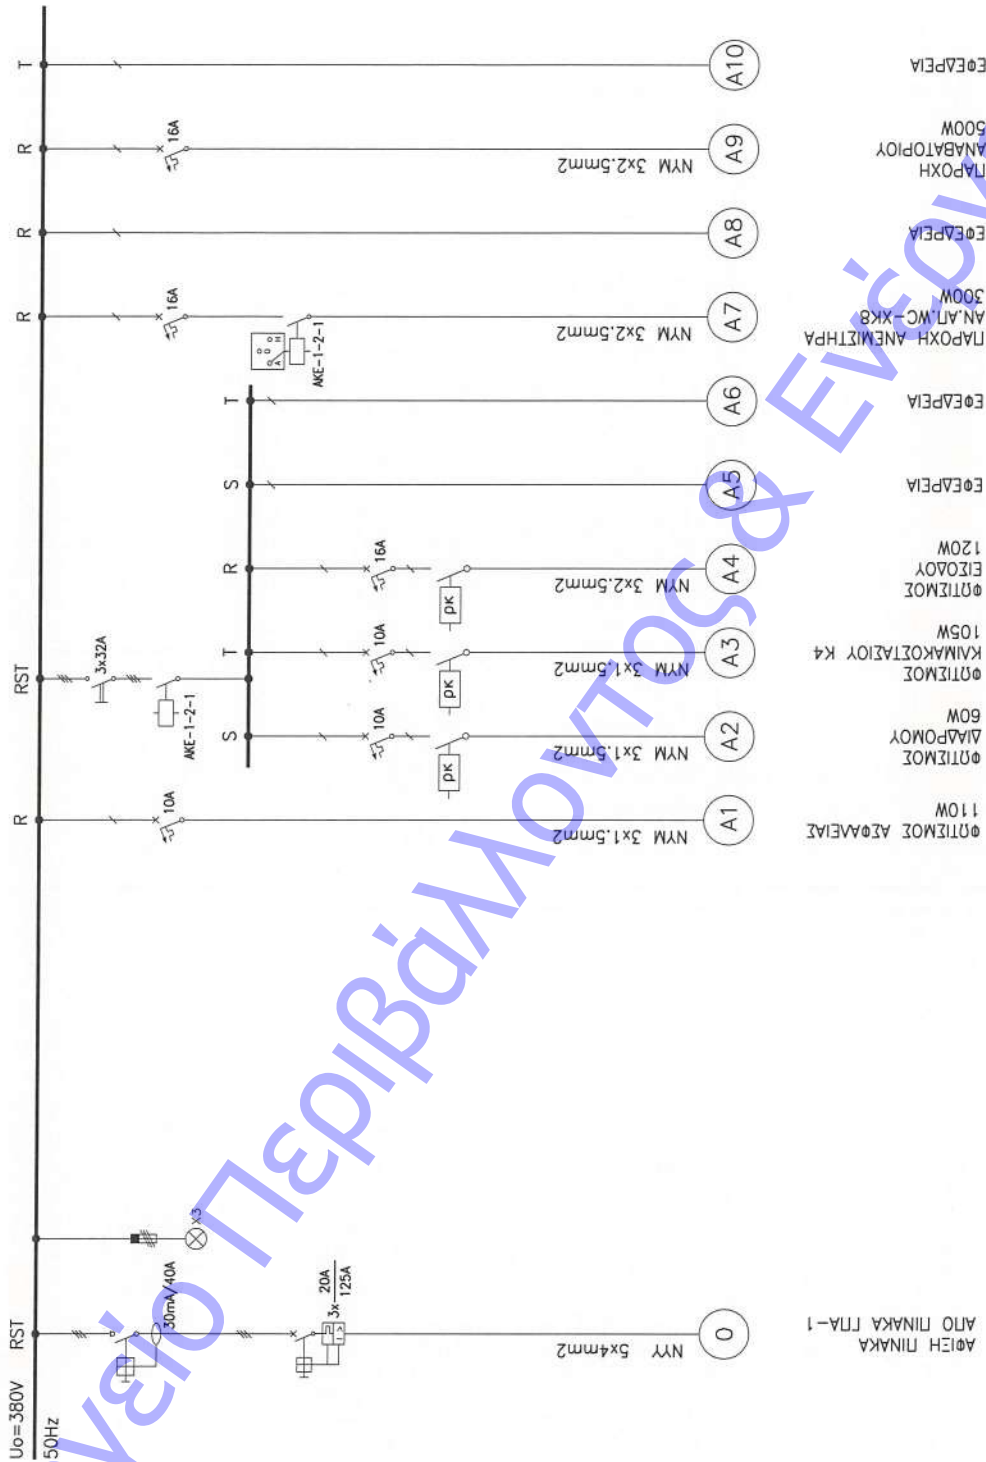 T
A10
ΕΦΕΔΡΕΙΑ
R
16A
NYM 3x2.5mm2
A9
ΠΑΡΟΧΗ
ΑΝΑΒΑΤΟΡΙΟΥ
500W
R
A8
ΕΦΕΔΡΕΙΑ
R
16A
AKE-1-2-1
A
0
H
NYM 3x2.5mm2
A7
ΠΑΡΟΧΗ ΑΝΕΜΙΣΤΗΡΑ
ΑΝ.ΑΠ.WC-XK8
300W
T
A6
ΕΦΕΔΡΕΙΑ
S
A5
ΕΦΕΔΡΕΙΑ
R
16A
ρκ
NYM 3x2.5mm2
A4
ΦΩΤΙΣΜΟΣ
ΕΙΣΟΔΟΥ
120W
RST
3x32A
AKE-1-2-1
T
10A
ρκ
NYM 3x1.5mm2
A3
ΦΩΤΙΣΜΟΣ
ΚΛΙΜΑΚΟΣΤΑΣΙΟΥ Κ4
105W
S
10A
ρκ
NYM 3x1.5mm2
A2
ΦΩΤΙΣΜΟΣ
ΔΙΑΔΡΟΜΟΥ
60W
R
10A
NYM 3x1.5mm2
A1
ΦΩΤΙΣΜΟΣ ΑΣΦΑΛΕΙΑΣ
110W
x3
RST
30mA/40A
3x 20A
125A
I >
NYY 5x4mm2
0
ΑΦΙΞΗ ΠΙΝΑΚΑ
ΑΠΟ ΠΙΝΑΚΑ ΓΠΑ-1
Uo=380V
50Hz
γείο Περιβάλλοντος & Ενέργ